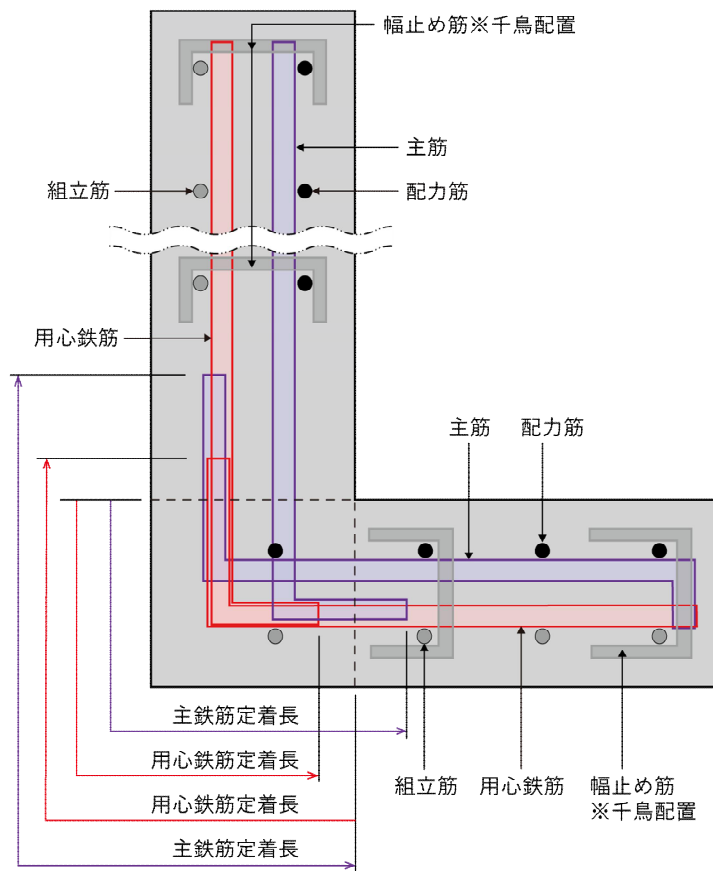 幅止め筋※千鳥配置
主筋
組立筋
配力筋
用心鉄筋
主筋
配力筋
主鉄筋定着長
用心鉄筋定着長
組立筋
用心鉄筋
幅止め筋
※千鳥配置
用心鉄筋定着長
主鉄筋定着長